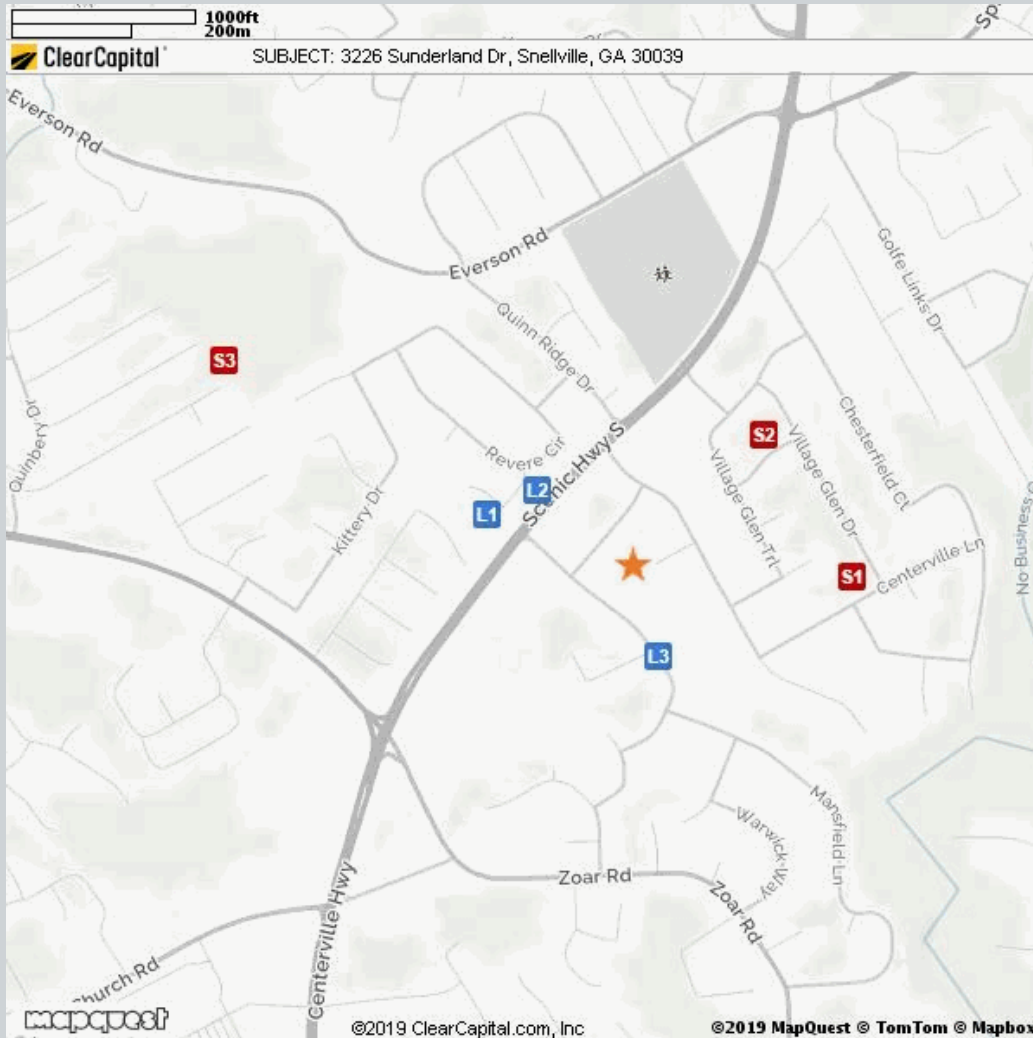 1000ft
200m
ClearCapital
SUBJECT: 3226 Sunderland Dr, Snellville, GA 30039
Everson Rd
Everson Rd
Golfe Links Dr
Quinn Ridge Dr
S3
Quinbery Dr
Chesterfield Ct
S2
Village Glen Dr
Revere Cir
Scenic Hwy S
Village Glen Trl
L2
L1
Kittery Dr
Centerville Ln
S1
No Business
L3
Mansfield Ln
Warwick Way
Zoar Rd
Zoar Rd
Centerville Hwy
Church Rd
mapquest
©2019 ClearCapital.com, Inc
©2019 MapQuest © TomTom © Mapbox